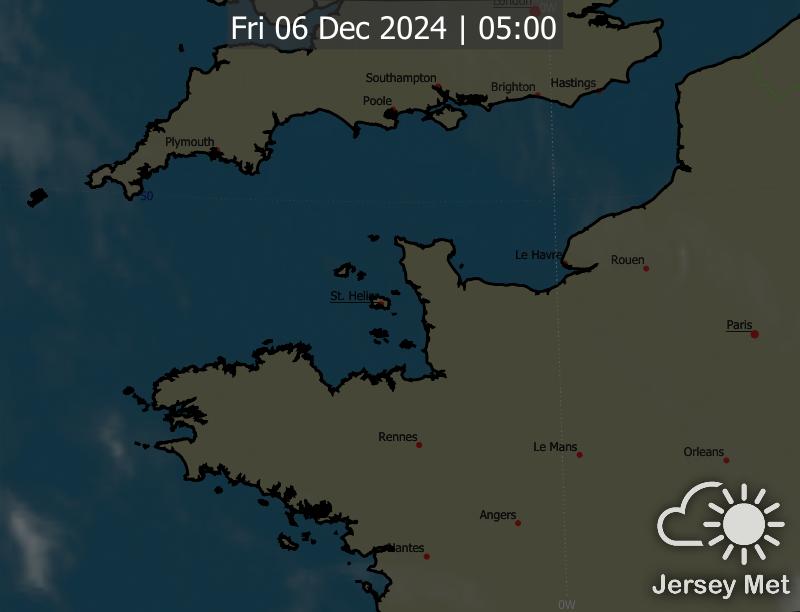 London
0W
Fri 06 Dec 2024 | 05:00
Southampton
Brighton
Hastings
Poole
Plymouth
50
Le Havre
Rouen
St. Helier
Paris
Rennes
Le Mans
Orleans
Angers
Nantes
Jersey Met
0W